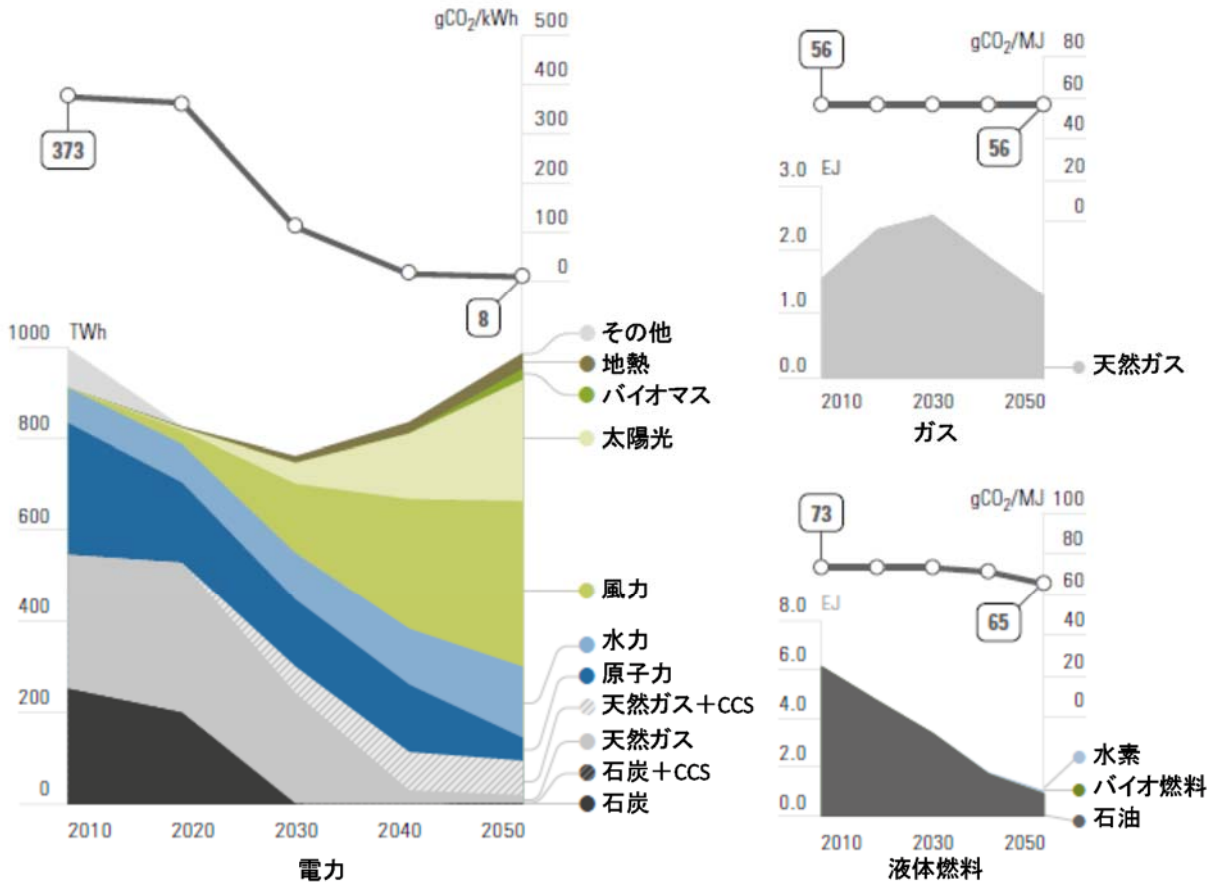 gCO₂/kWh
500
400
300
200
100
0
373
8
1000 TWh
800
600
400
200
0
2010 2020 2030 2040 2050
電力
その他
地熱
バイオマス
太陽光
風力
水力
原子力
天然ガス＋CCS
天然ガス
石炭＋CCS
石炭
gCO₂/MJ
80
60
40
20
0
56
56
3.0 EJ
2.0
1.0
0.0
2010 2030 2050
ガス
天然ガス
gCO₂/MJ
100
80
60
40
20
0
73
65
8.0 EJ
6.0
4.0
2.0
0.0
2010 2030 2050
液体燃料
水素
バイオ燃料
石油